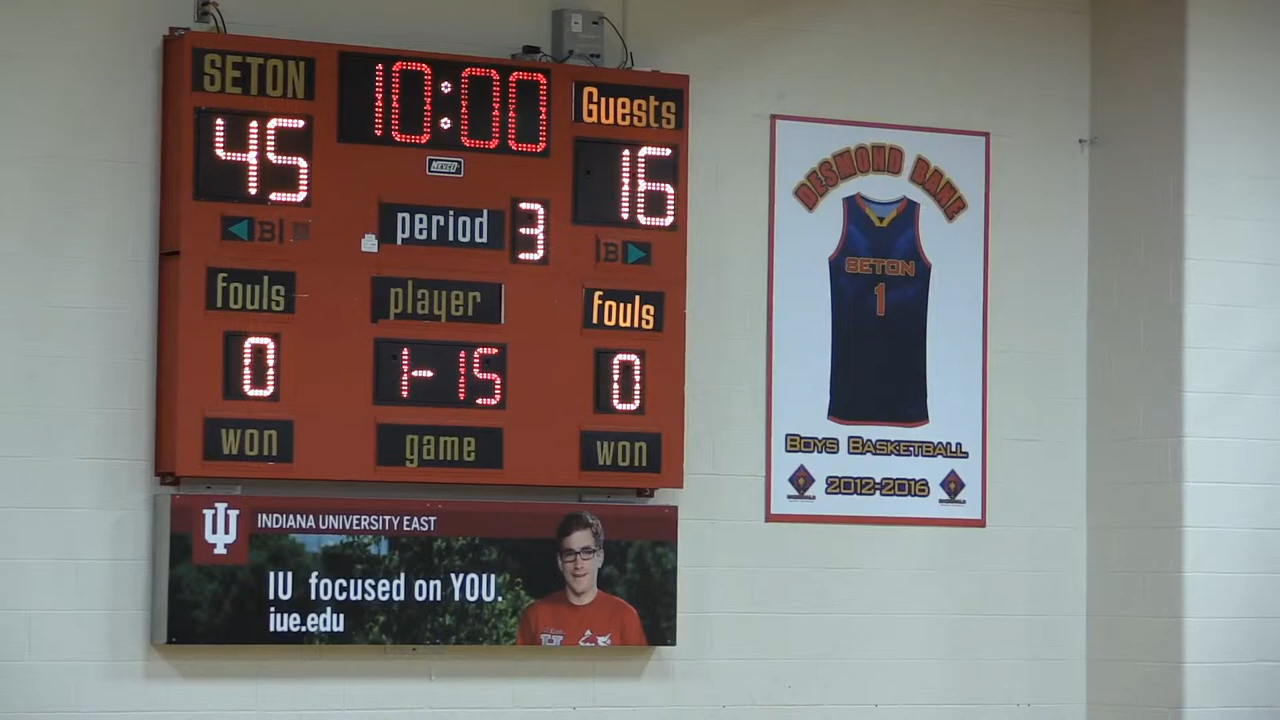 SETON
10:00
Guests
45
16
NEVCO
B
period
3
B
fouls
player
fouls
0
1-15
0
won
game
won
INDIANA UNIVERSITY EAST
IU focused on YOU.
iue.edu
DESMOND BANE
SETON
1
BOYS BASKETBALL
2012-2016